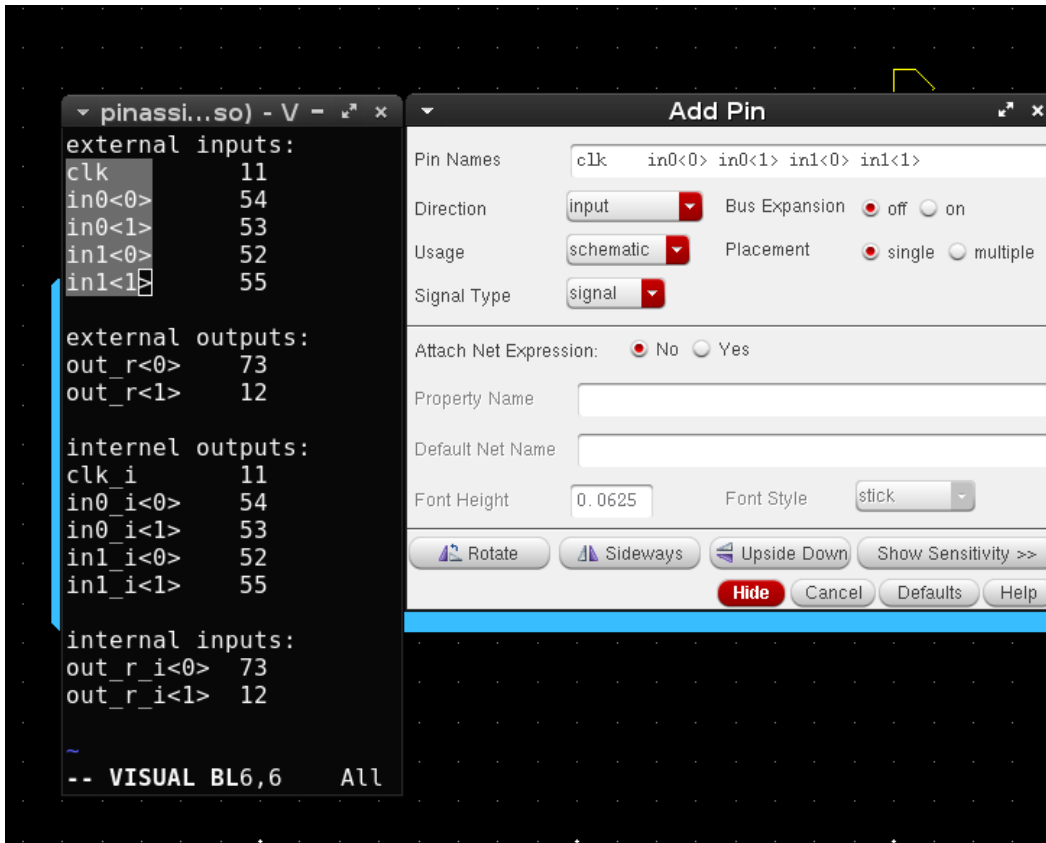 pinassi...so) - V
external inputs:
clk 11
in0<0> 54
in0<1> 53
in1<0> 52
in1<1> 55
external outputs:
out_r<0> 73
out_r<1> 12
internel outputs:
clk_i 11
in0_i<0> 54
in0_i<1> 53
in1_i<0> 52
in1_i<1> 55
internal inputs:
out_r_i<0> 73
out_r_i<1> 12
~
-- VISUAL BL6,6 All
Add Pin
Pin Names clk in0<0> in0<1> in1<0> in1<1>
Direction input Bus Expansion off on
Usage schematic Placement single multiple
Signal Type signal
Attach Net Expression: No Yes
Property Name
Default Net Name
Font Height 0.0625 Font Style stick
Rotate Sideways Upside Down Show Sensitivity >>
Hide Cancel Defaults Help